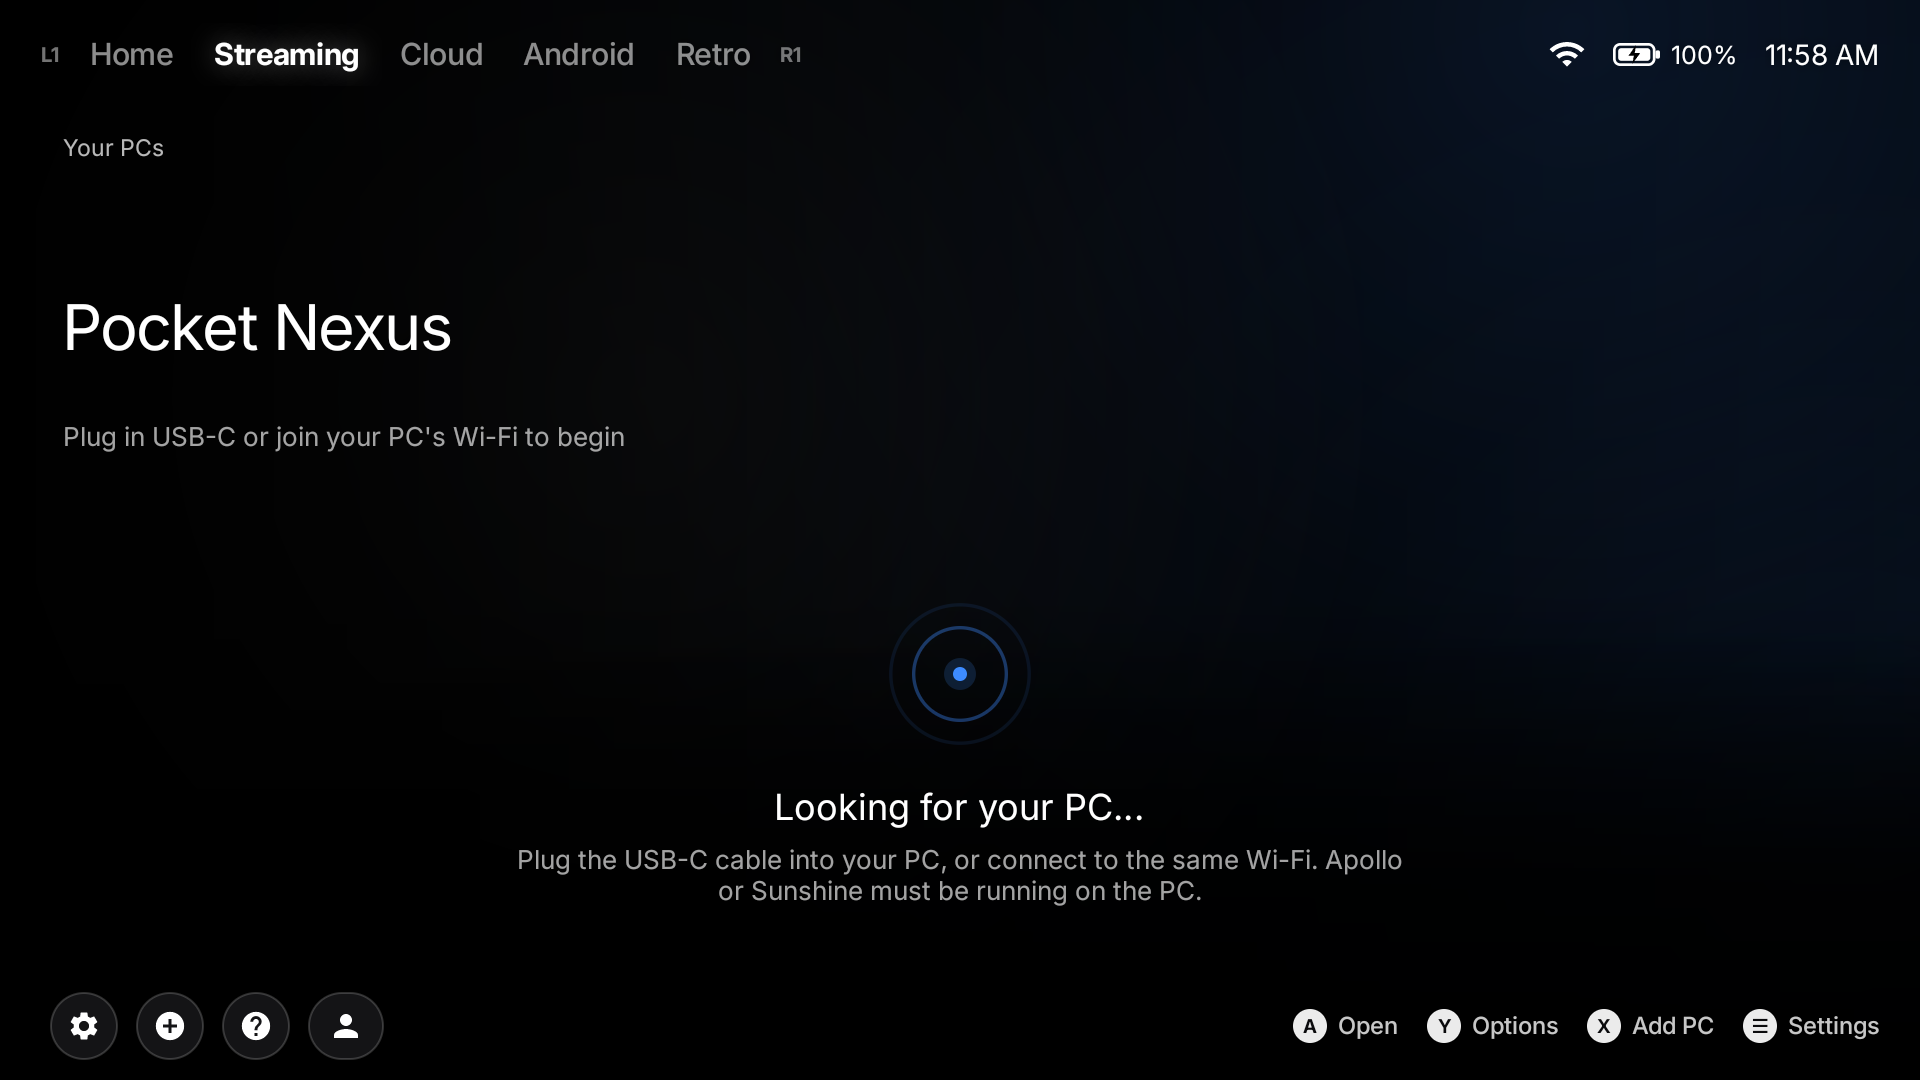 L1 Home Streaming Cloud Android Retro R1 100% 11:58 AM
Your PCs
Pocket Nexus
Plug in USB-C or join your PC's Wi-Fi to begin
Looking for your PC...
Plug the USB-C cable into your PC, or connect to the same Wi-Fi. Apollo
or Sunshine must be running on the PC.
A Open Y Options X Add PC Settings